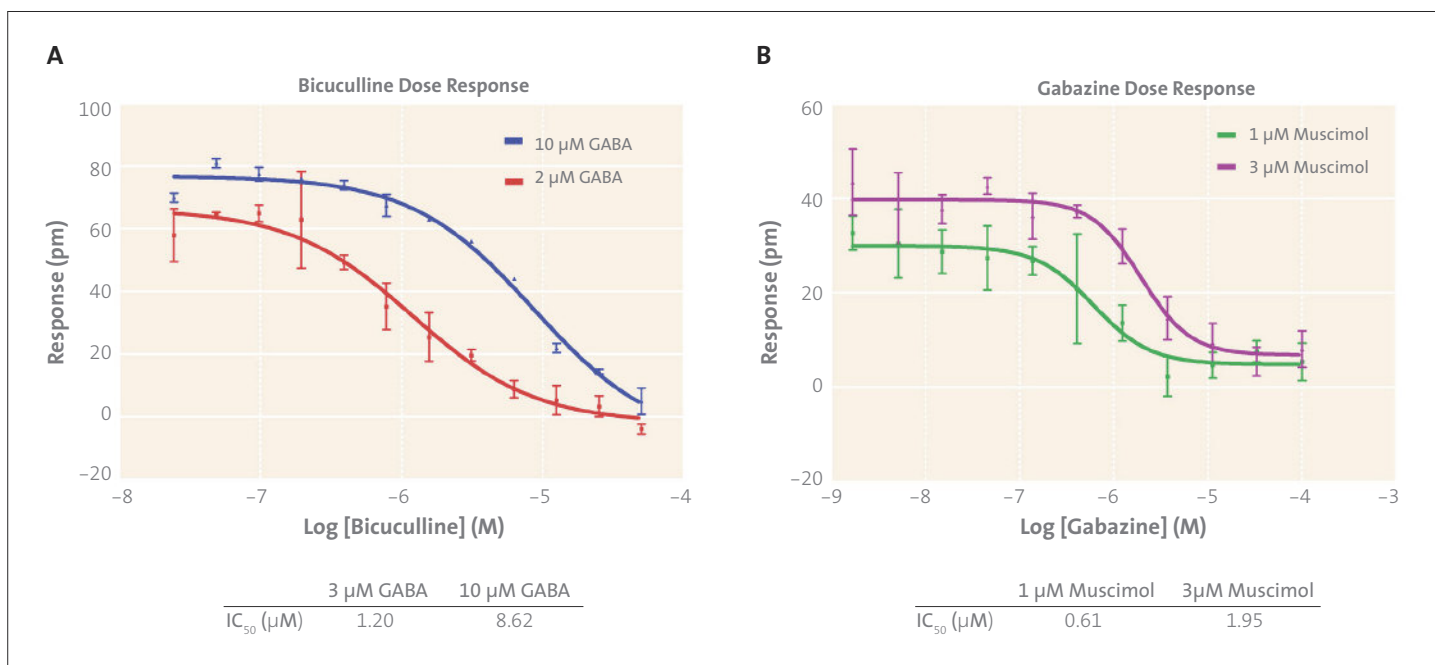 A
Bicuculline Dose Response
100
80
60
40
20
0
−20
−8
−7
−6
−5
−4
Response (pm)
Log [Bicuculline] (M)
10 µM GABA
2 µM GABA
3 µM GABA 10 µM GABA
IC50 (µM) 1.20 8.62
B
Gabazine Dose Response
60
40
20
0
−20
−9
−8
−7
−6
−5
−4
−3
Response (pm)
Log [Gabazine] (M)
1 µM Muscimol
3 µM Muscimol
1 µM Muscimol 3µM Muscimol
IC50 (µM) 0.61 1.95